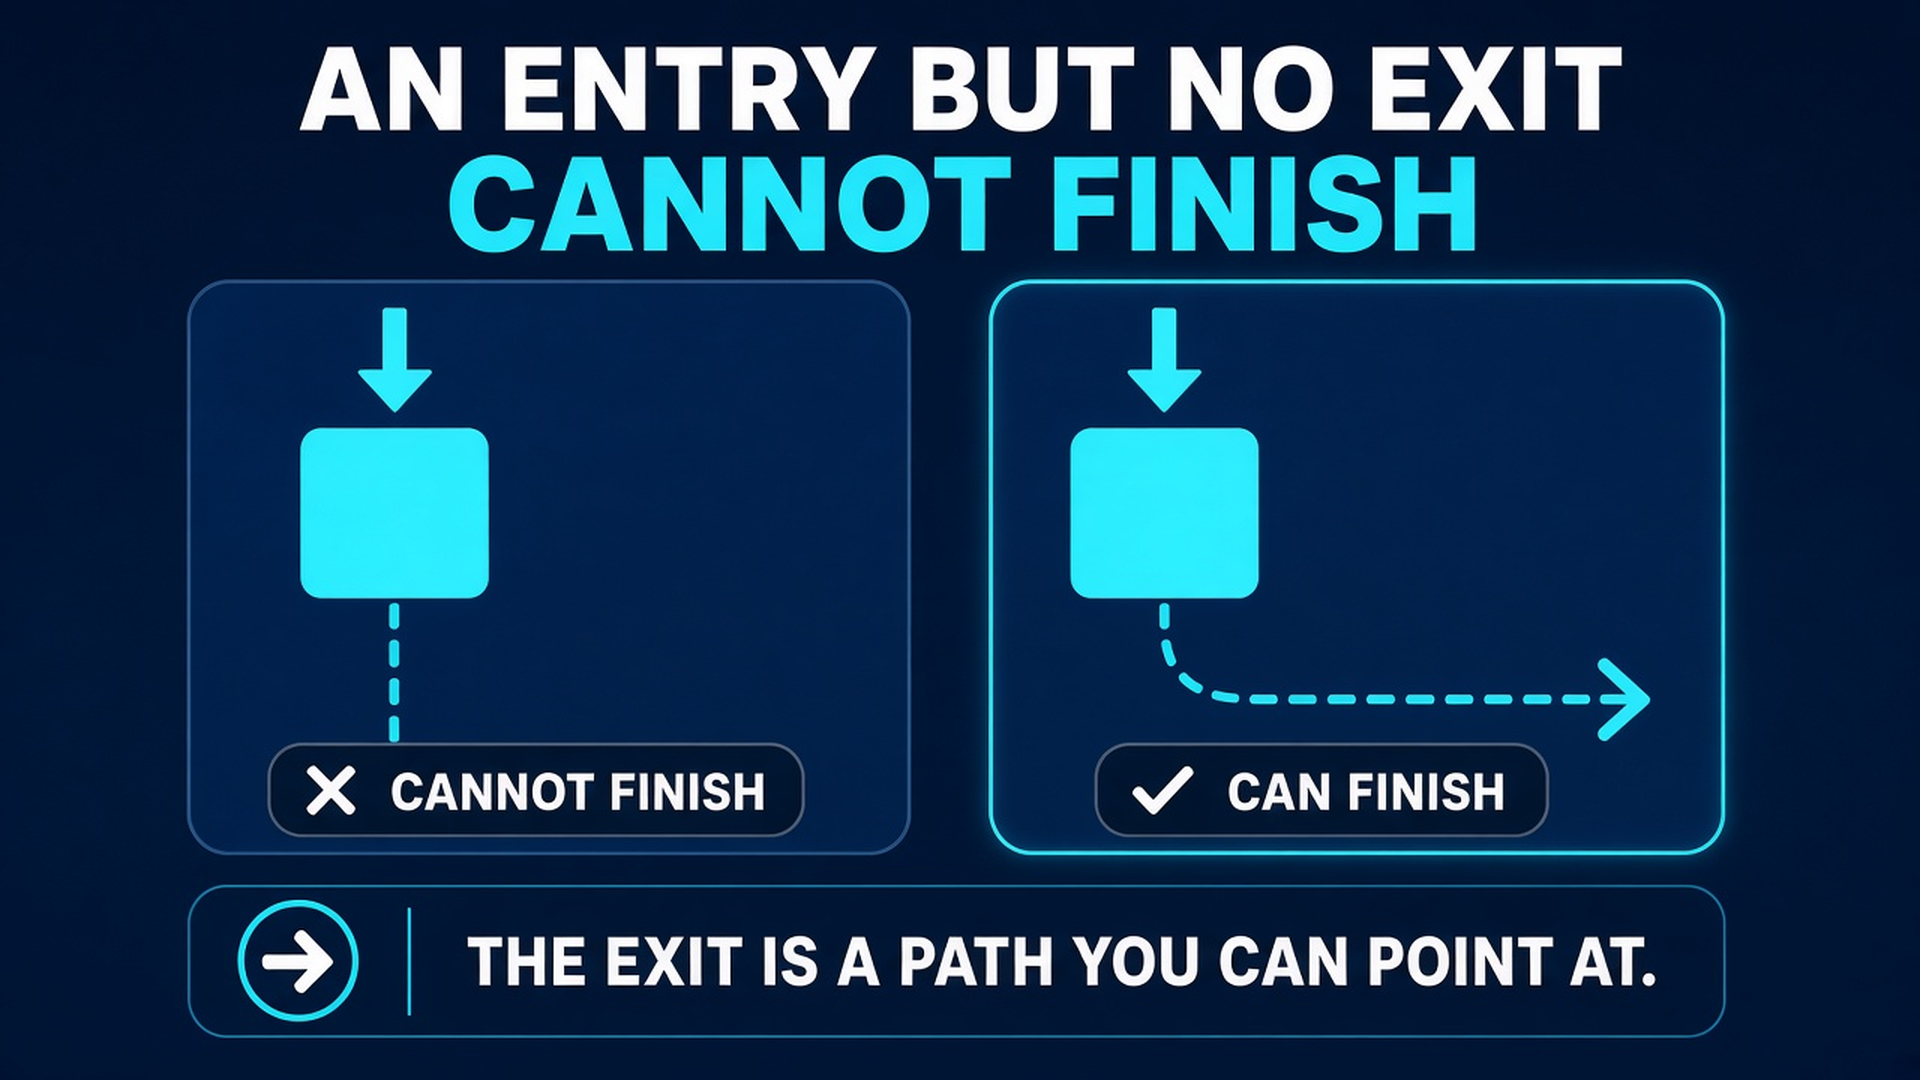 AN ENTRY BUT NO EXIT
CANNOT FINISH
CANNOT FINISH
CAN FINISH
THE EXIT IS A PATH YOU CAN POINT AT.